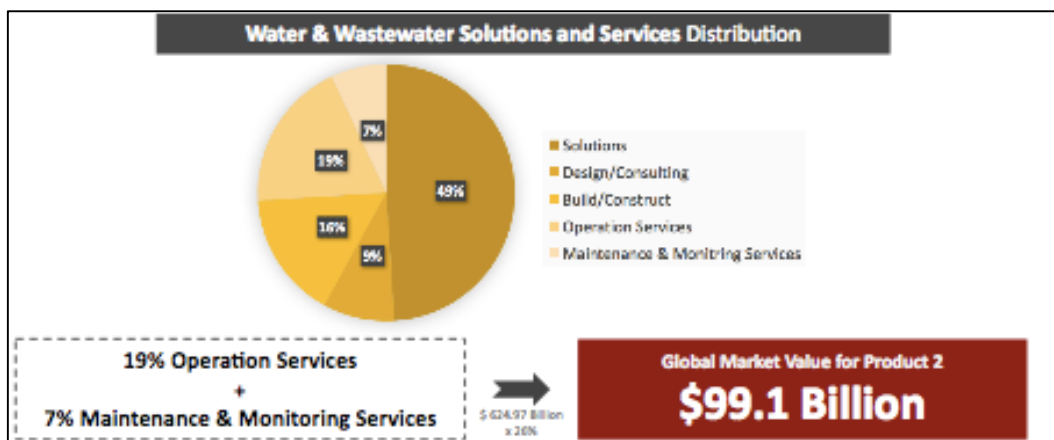 Water & Wastewater Solutions and Services Distribution
7%
19%
49%
16%
9%
Solutions
Design/Consulting
Build/Construct
Operation Services
Maintenance & Monitring Services
19% Operation Services
+
7% Maintenance & Monitoring Services
$ 624.97 Billion
x 26%
Global Market Value for Product 2
$99.1 Billion